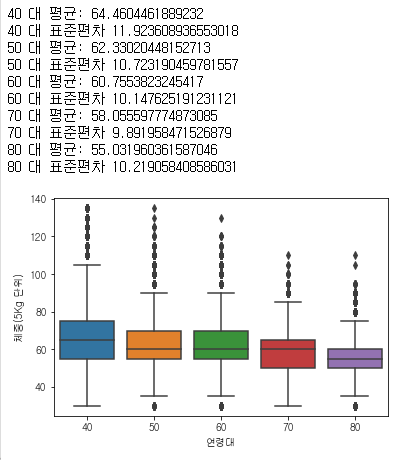 40 대 평균: 64.4604461889232
40 대 표준편차 11.923608936553018
50 대 평균: 62.33020448152713
50 대 표준편차 10.723190459781557
60 대 평균: 60.7553823245417
60 대 표준편차 10.147625191231121
70 대 평균: 58.055597774873085
70 대 표준편차 9.891958471526879
80 대 평균: 55.031960361587046
80 대 표준편차 10.219058408586031
140
120
100
80
60
40
체중(5Kg 단위)
40 50 60 70 80
연령대